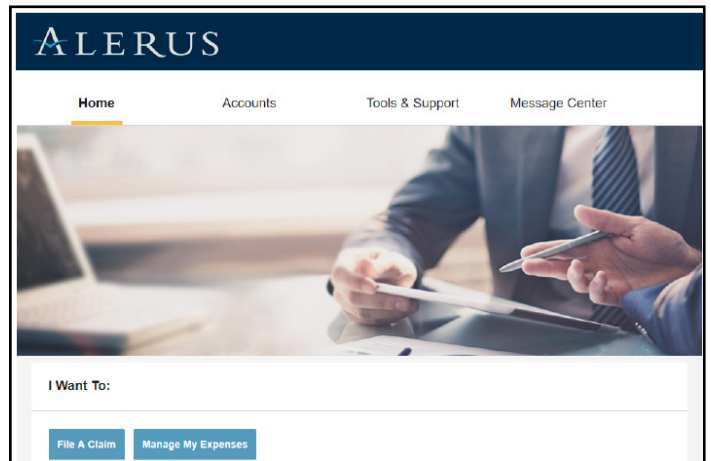 ALERUS
Home Accounts Tools & Support Message Center
I Want To:
File A Claim Manage My Expenses